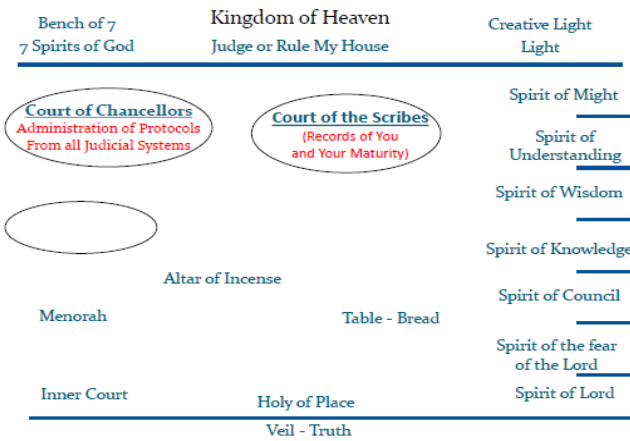 Bench of 7
7 Spirits of God
Kingdom of Heaven
Judge or Rule My House
Creative Light
Light
Court of Chancellors
Administration of Protocols
From all Judicial Systems
Court of the Scribes
(Records of You
and Your Maturity)
Spirit of Might
Spirit of
Understanding
Spirit of Wisdom
Spirit of Knowledge
Spirit of Council
Spirit of the fear
of the Lord
Spirit of Lord
Altar of Incense
Menorah
Table - Bread
Inner Court
Holy of Place
Veil - Truth